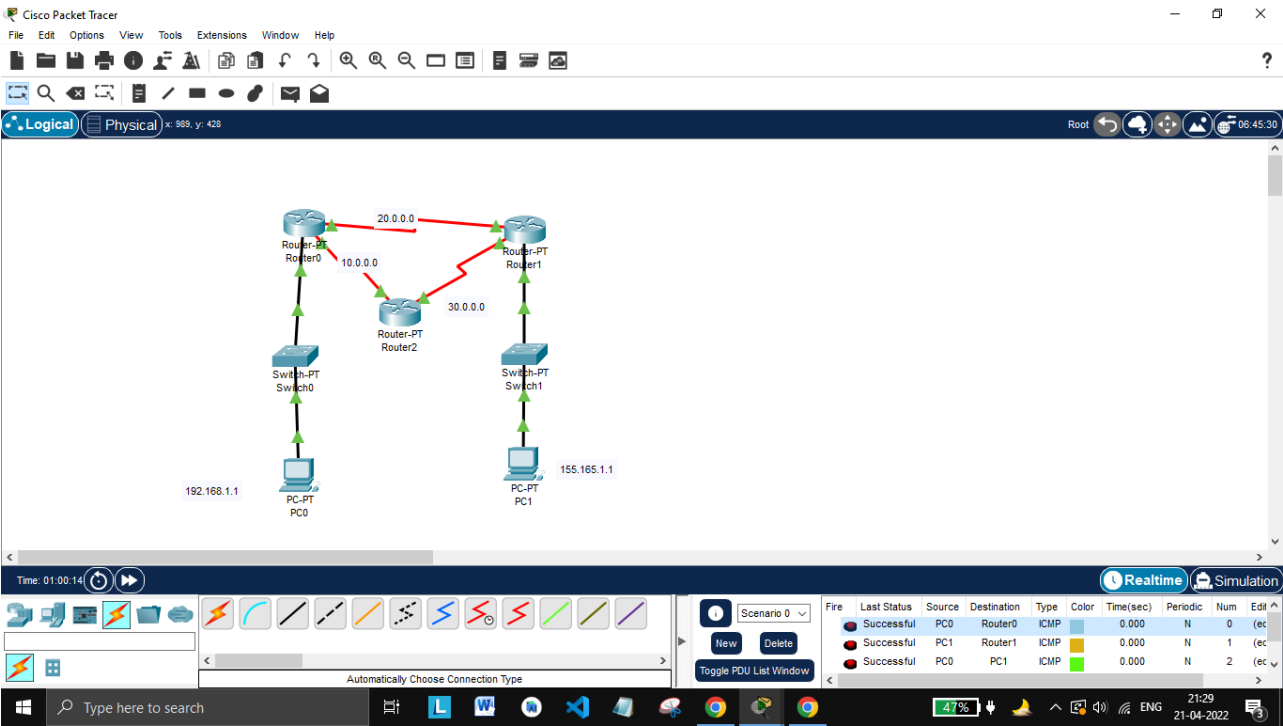 Cisco Packet Tracer
File Edit Options View Tools Extensions Window Help
?
Logical Physical x: 989, y: 428 Root 06:45:30
20.0.0.0
Router-PT
Router0
Router-PT
Router1
10.0.0.0
30.0.0.0
Router-PT
Router2
Switch-PT
Switch0
Switch-PT
Switch1
155.165.1.1
192.168.1.1
PC-PT
PC0
PC-PT
PC1
Time: 01:00:14 Realtime Simulation
Scenario 0
New Delete
Toggle PDU List Window
Fire Last Status Source Destination Type Color Time(sec) Periodic Num Edit
Successful PC0 Router0 ICMP 0.000 N 0 (ec
Successful PC1 Router1 ICMP 0.000 N 1 (ec
Successful PC0 PC1 ICMP 0.000 N 2 (ec
Automatically Choose Connection Type
Type here to search
L W
47%
ENG
21:29
21-04-2022
3